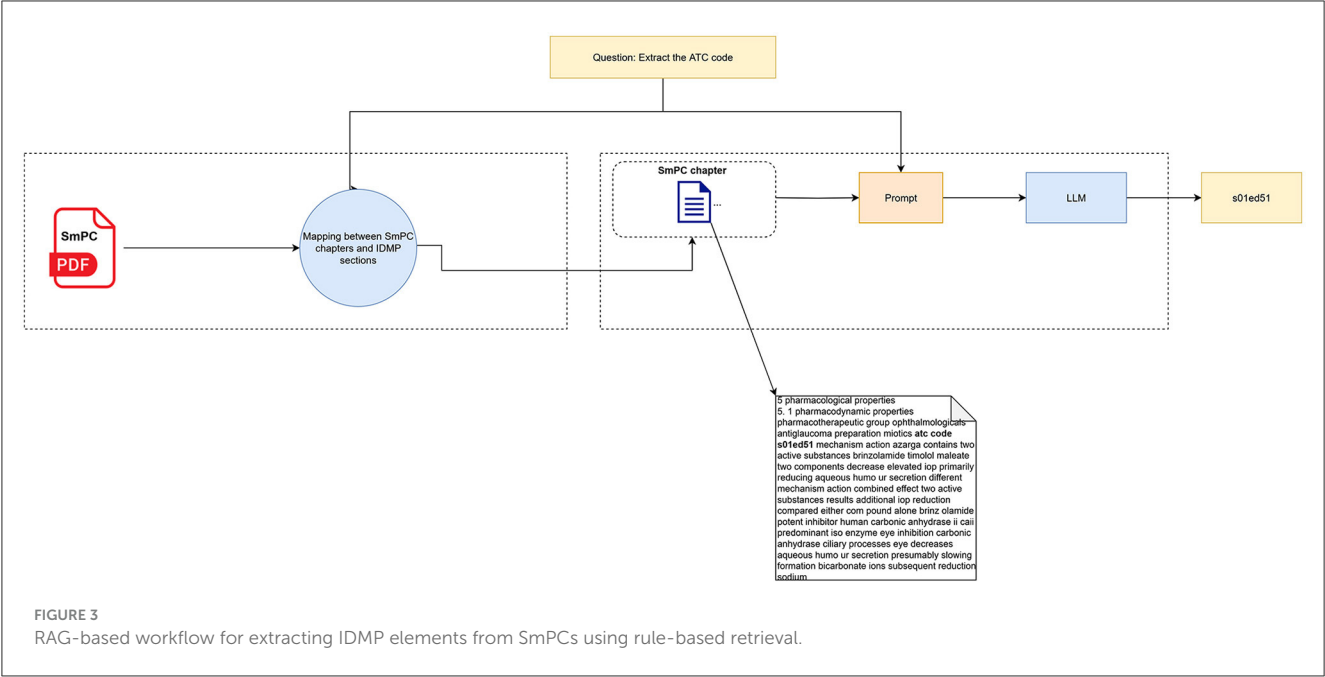 Question: Extract the ATC code
SmPC
PDF
Mapping between SmPC
chapters and IDMP
sections
SmPC chapter
...
Prompt
LLM
s01ed51
5 pharmacological properties
5. 1 pharmacodynamic properties
pharmacotherapeutic group ophthalmologicals
antiglaucoma preparation miotics atc code
s01ed51 mechanism action azarga contains two
active substances brinzolamide timolol maleate
two components decrease elevated iop primarily
reducing aqueous humo ur secretion different
mechanism action combined effect two active
substances results additional iop reduction
compared either com pound alone brinz olamide
potent inhibitor human carbonic anhydrase ii caii
predominant iso enzyme eye inhibition carbonic
anhydrase ciliary processes eye decreases
aqueous humo ur secretion presumably slowing
formation bicarbonate ions subsequent reduction
sodium
FIGURE 3
RAG-based workflow for extracting IDMP elements from SmPCs using rule-based retrieval.